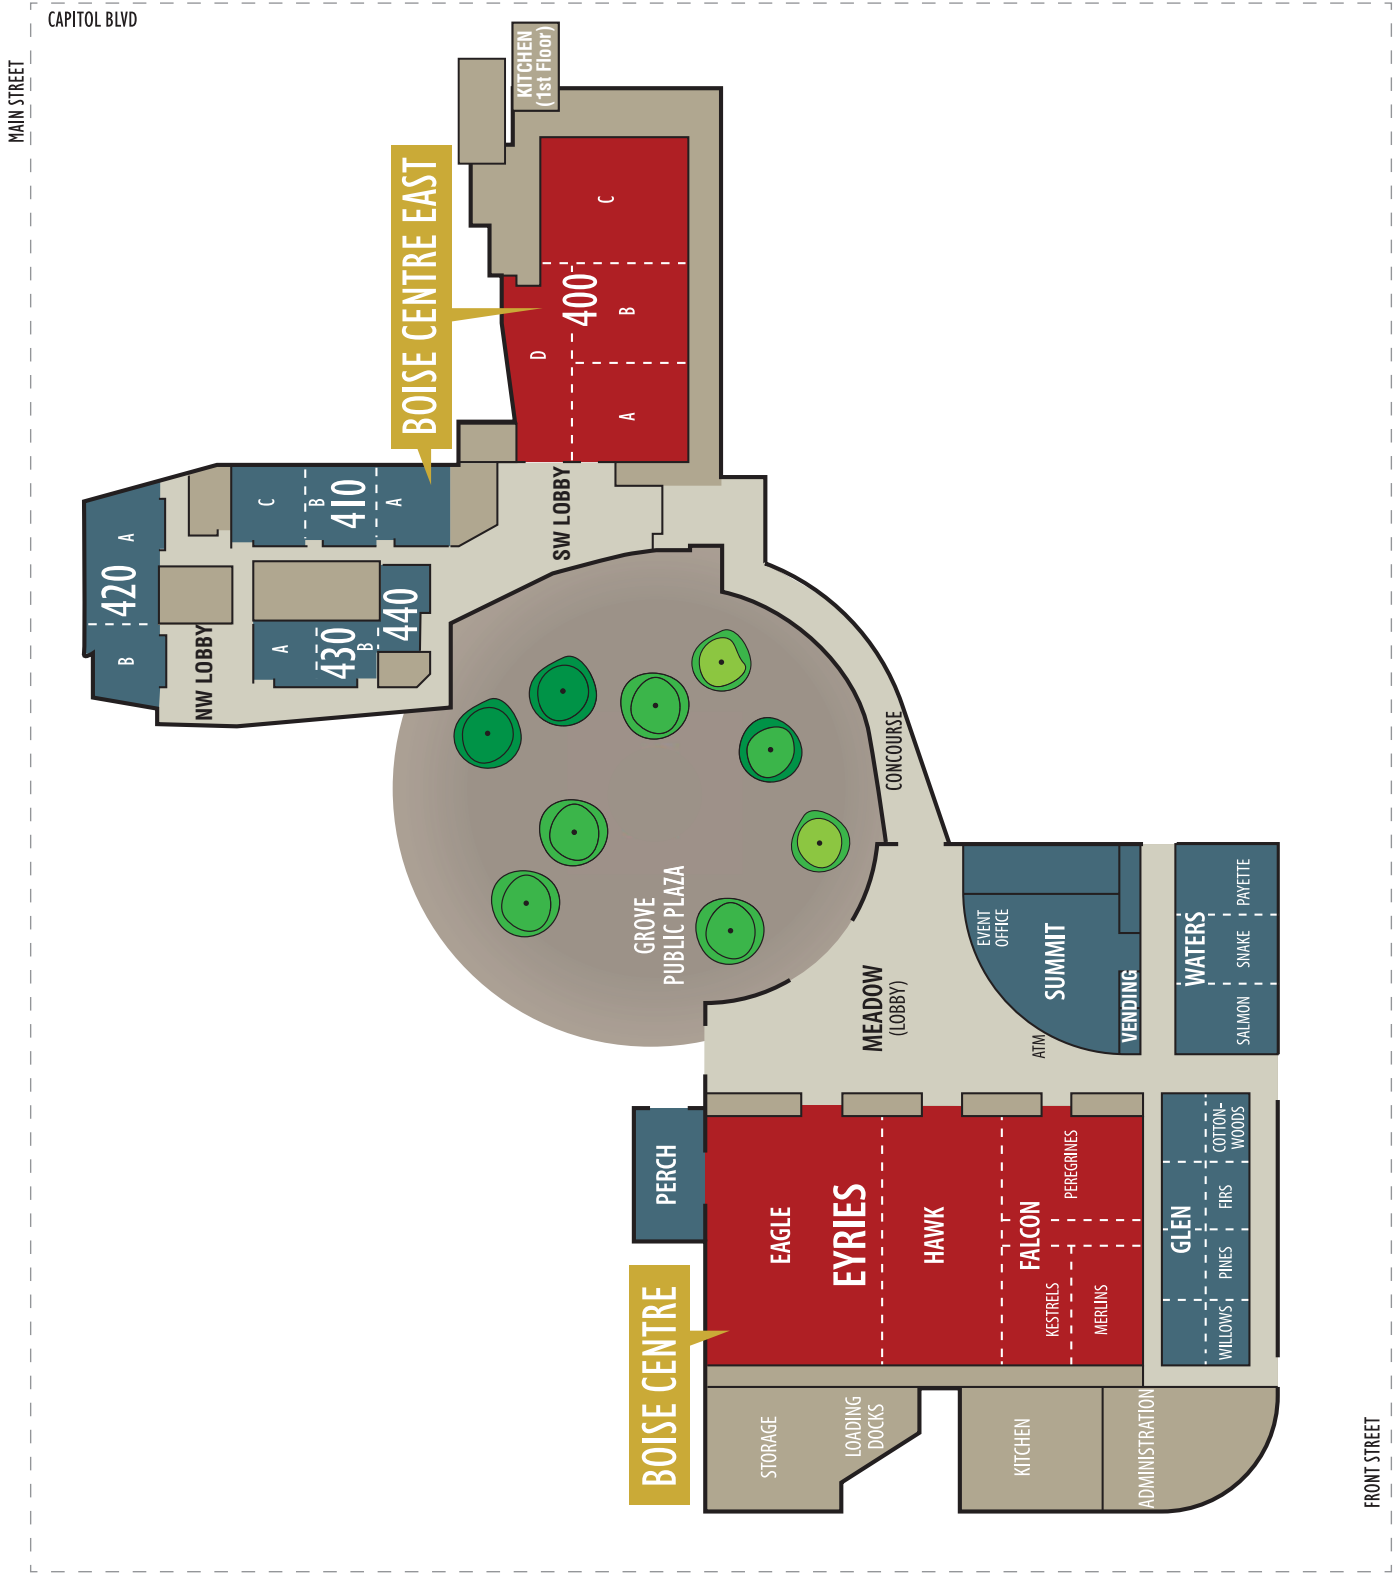 CAPITOL BLVD
MAIN STREET
KITCHEN
(1st Floor)
BOISE CENTRE EAST
C
400
B
D
A
SW LOBBY
C
B
410
A
A
420
B
NW LOBBY
A
430
B
440
CONCOURSE
GROVE
PUBLIC PLAZA
MEADOW
(LOBBY)
EVENT
OFFICE
SUMMIT
VENDING
ATM
WATERS
PAYETTE
SNAKE
SALMON
PERCH
EAGLE
EYRIES
HAWK
FALCON
PEREGRINES
KESTRELS
MERLINS
GLEN
COTTON-
WOODS
FIRS
PINES
WILLOWS
BOISE CENTRE
STORAGE
LOADING
DOCKS
KITCHEN
ADMINISTRATION
FRONT STREET